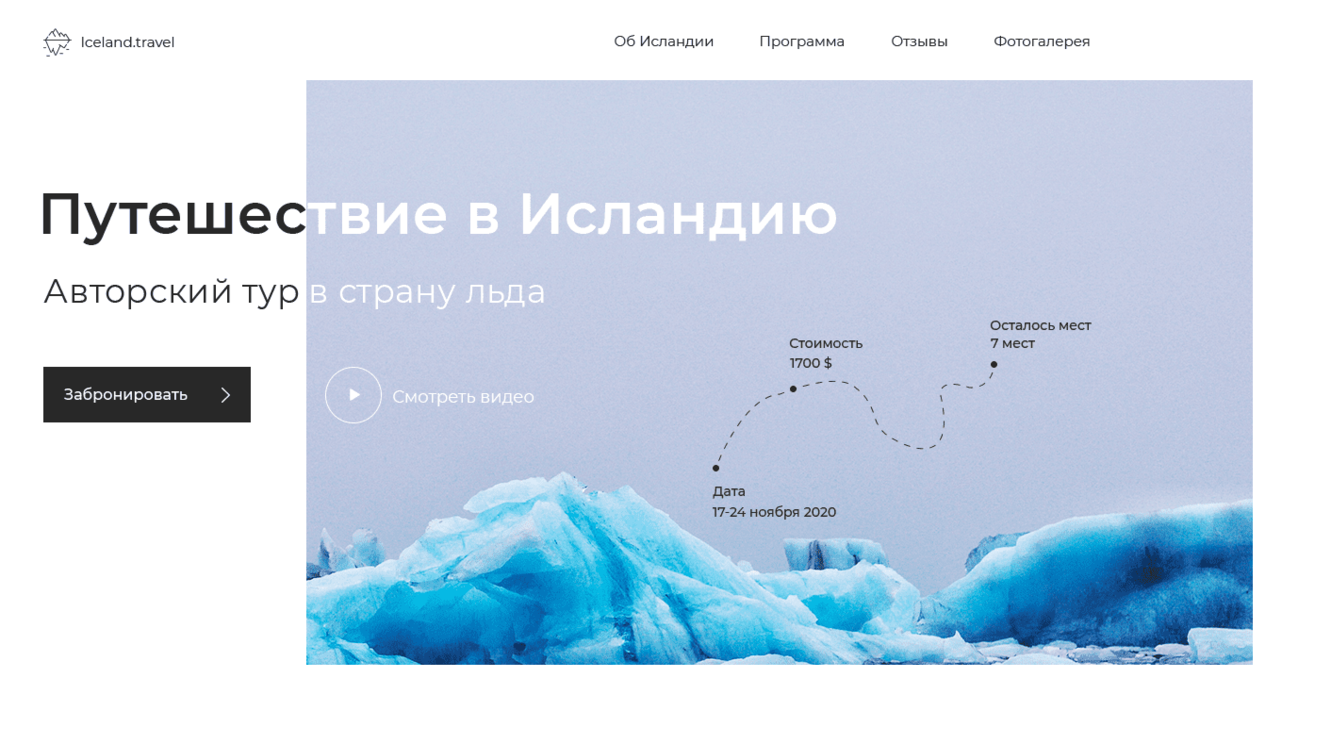 Iceland.travel
Об Исландии
Программа
Отзывы
Фотогалерея
Путешествие в Исландию
Авторский тур в страну льда
Забронировать
Смотреть видео
Стоимость
1700 $
Осталось мест
7 мест
Дата
17-24 ноября 2020